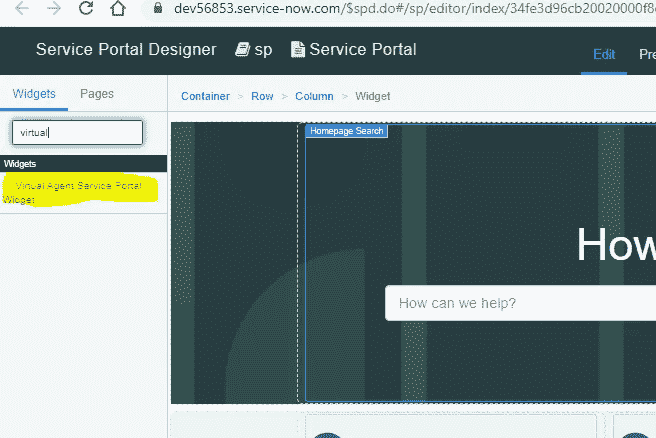 dev56853.service-now.com/$spd.do#/sp/editor/index/34fe3d96cb20020000f8
Service Portal Designer sp Service Portal
Edit
Widgets Pages
Container > Row > Column > Widget
virtual
Homepage Search
Widgets
Virtual Agent Service Portal
Widget
How
How can we help?